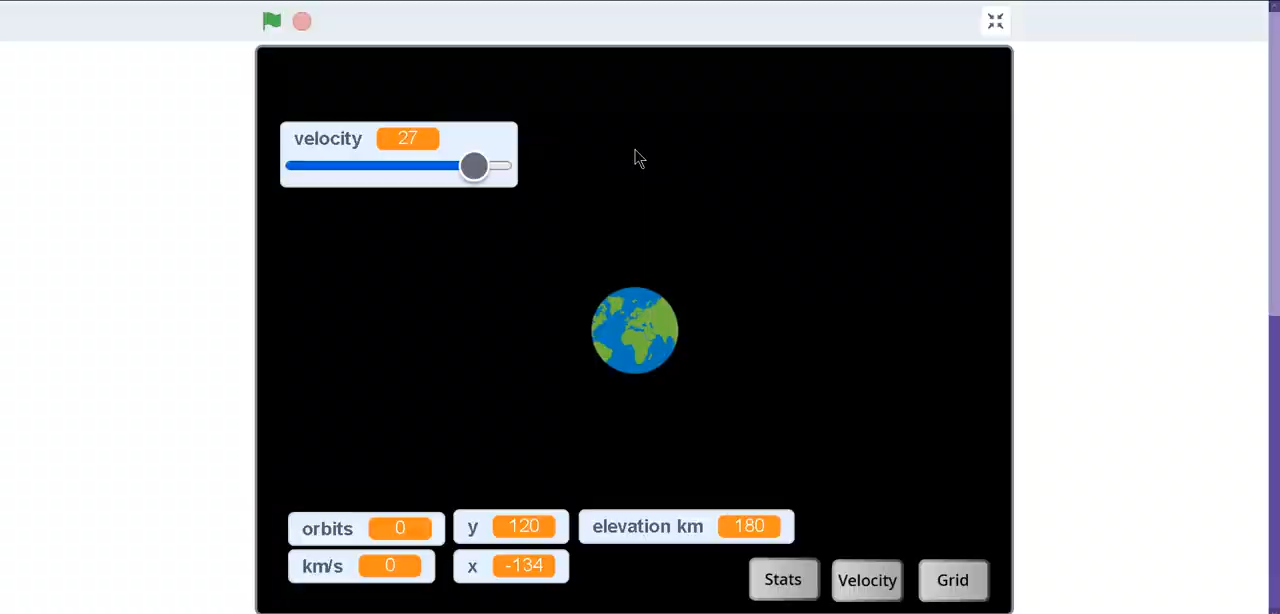 velocity 27
orbits 0
y 120
elevation km 180
km/s 0
x -134
Stats
Velocity
Grid